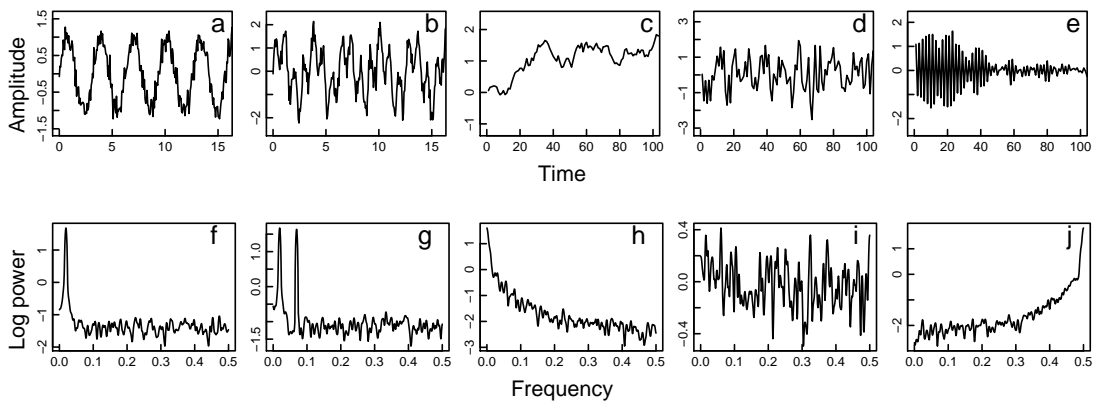 a b c d e
Amplitude
−1.5 −0.5 0.5 1.5
0 5 10 15
−2 0 1 2
0 5 10 15
−1 0 1 2
0 20 40 60 80 100
−3 −1 1 3
0 20 40 60 80 100
−2 0 1 2
0 20 40 60 80 100
Time
f g h i j
Log power
−2 −1 0 1
0.0 0.1 0.2 0.3 0.4 0.5
−1.5 0.0 1.0
0.0 0.1 0.2 0.3 0.4 0.5
−3 −2 −1 0 1
0.0 0.1 0.2 0.3 0.4 0.5
−0.4 0.0 0.4
0.0 0.1 0.2 0.3 0.4 0.5
−2 0 1
0.0 0.1 0.2 0.3 0.4 0.5
Frequency